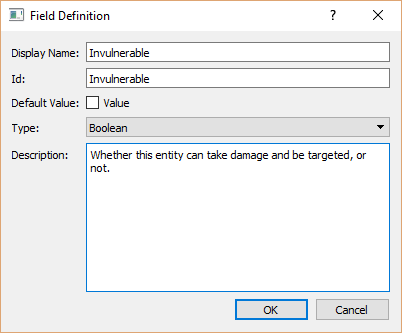 Field Definition
?
Display Name: Invulnerable
Id: Invulnerable
Default Value: Value
Type: Boolean
Description: Whether this entity can take damage and be targeted, or
not.
OK Cancel